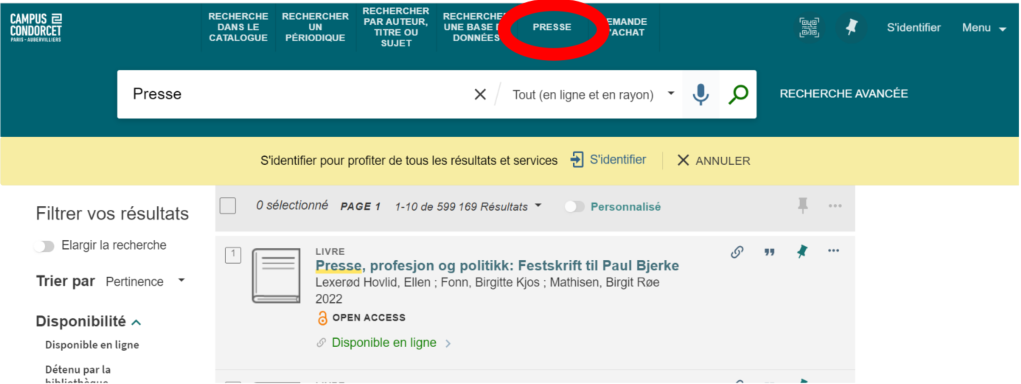 CAMPUS
CONDORCET
PARIS - AUBERVILLIERS
RECHERCHE
DANS LE
CATALOGUE
RECHERCHER
UN
PÉRIODIQUE
RECHERCHER
PAR AUTEUR,
TITRE OU
SUJET
RECHERCHER
UNE BASE
DONNÉES
PRESSE
S'identifier
Menu
Presse
Tout (en ligne et en rayon)
RECHERCHE AVANCÉE
S'identifier pour profiter de tous les résultats et services S'identifier ANNULER
Filtrer vos résultats
Elargir la recherche
Trier par Pertinence
Disponibilité
Disponible en ligne
Détenu par la
bibliothèque
0 sélectionné PAGE 1 1-10 de 599 169 Résultats Personnalisé
1
LIVRE
Presse, profesjon og politikk: Festskrift til Paul Bjerke
Lexerød Hovlid, Ellen ; Fonn, Birgitte Kjos ; Mathisen, Birgit Røe
2022
OPEN ACCESS
Disponible en ligne